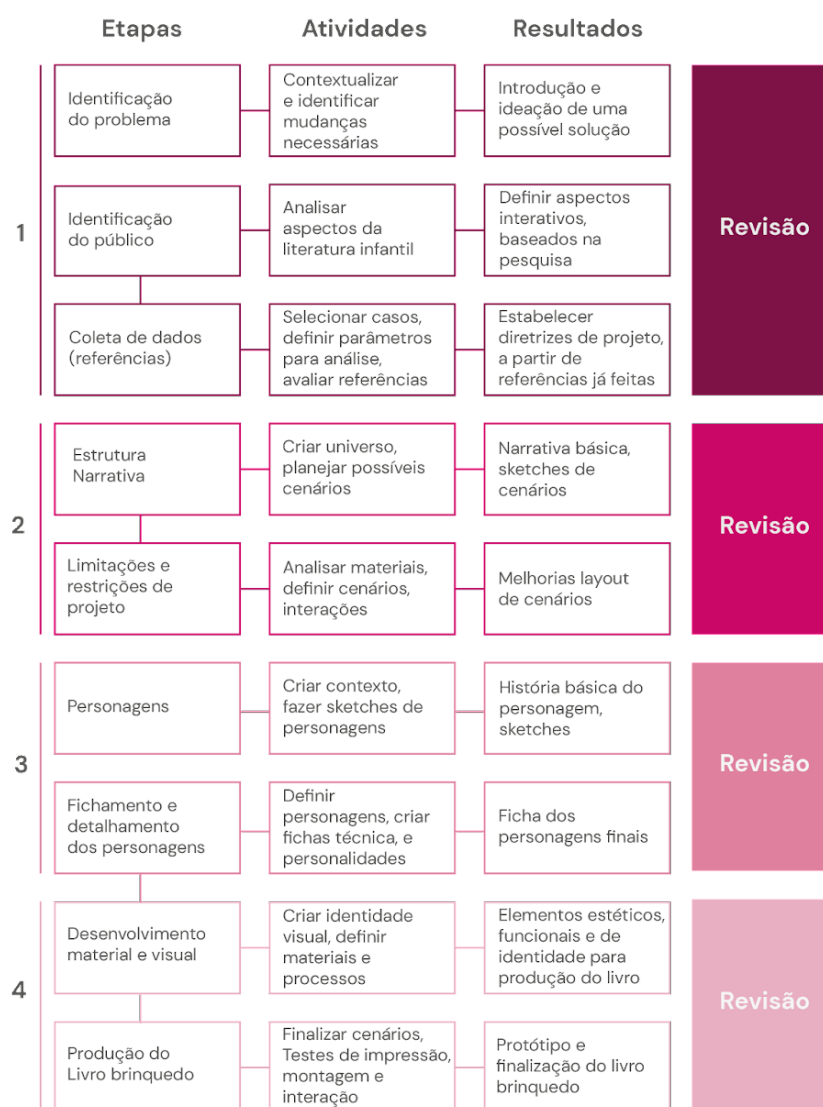 Etapas
Atividades
Resultados
1
Identificação
do problema
Contextualizar
e identificar
mudanças
necessárias
Introdução e
ideação de uma
possível solução
Identificação
do público
Analisar
aspectos da
literatura infantil
Definir aspectos
interativos,
baseados na
pesquisa
Coleta de dados
(referências)
Selecionar casos,
definir parâmetros
para análise,
avaliar referências
Estabelecer
diretrizes de projeto,
a partir de
referências já feitas
Revisão
2
Estrutura
Narrativa
Criar universo,
planejar possíveis
cenários
Narrativa básica,
sketches de
cenários
Limitações e
restrições de
projeto
Analisar materiais,
definir cenários,
interações
Melhorias layout
de cenários
Revisão
3
Personagens
Criar contexto,
fazer sketches de
personagens
História básica do
personagem,
sketches
Fichamento e
detalhamento
dos personagens
Definir
personagens, criar
fichas técnica, e
personalidades
Ficha dos
personagens finais
Revisão
4
Desenvolvimento
material e visual
Criar identidade
visual, definir
materiais e
processos
Elementos estéticos,
funcionais e de
identidade para
produção do livro
Produção do
Livro brinquedo
Finalizar cenários,
Testes de impressão,
montagem e
interação
Protótipo e
finalização do livro
brinquedo
Revisão